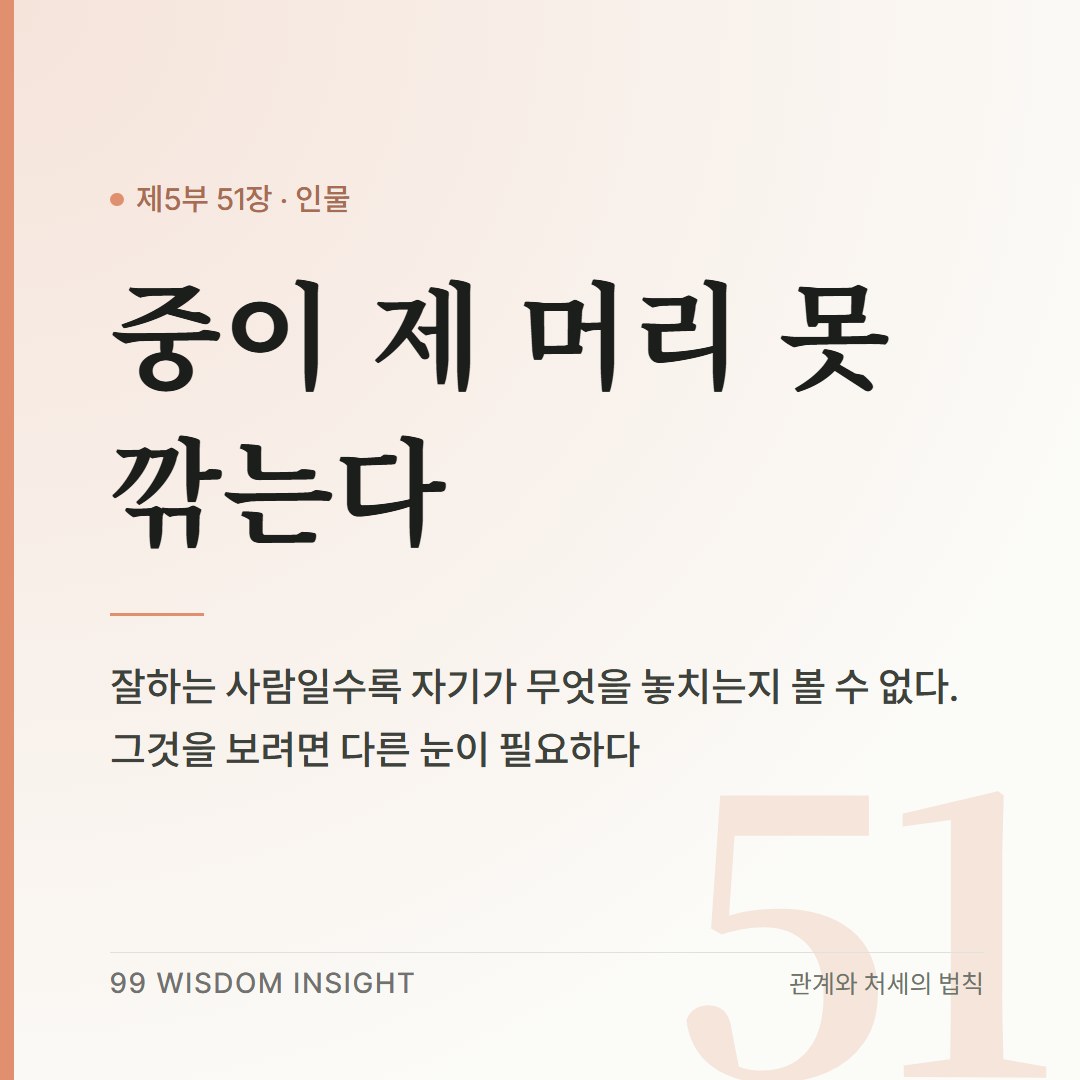 제5부 51장 · 인물
중이 제 머리 못
깎는다
잘하는 사람일수록 자기가 무엇을 놓치는지 볼 수 없다.
그것을 보려면 다른 눈이 필요하다
51
99 WISDOM INSIGHT
관계와 처세의 법칙